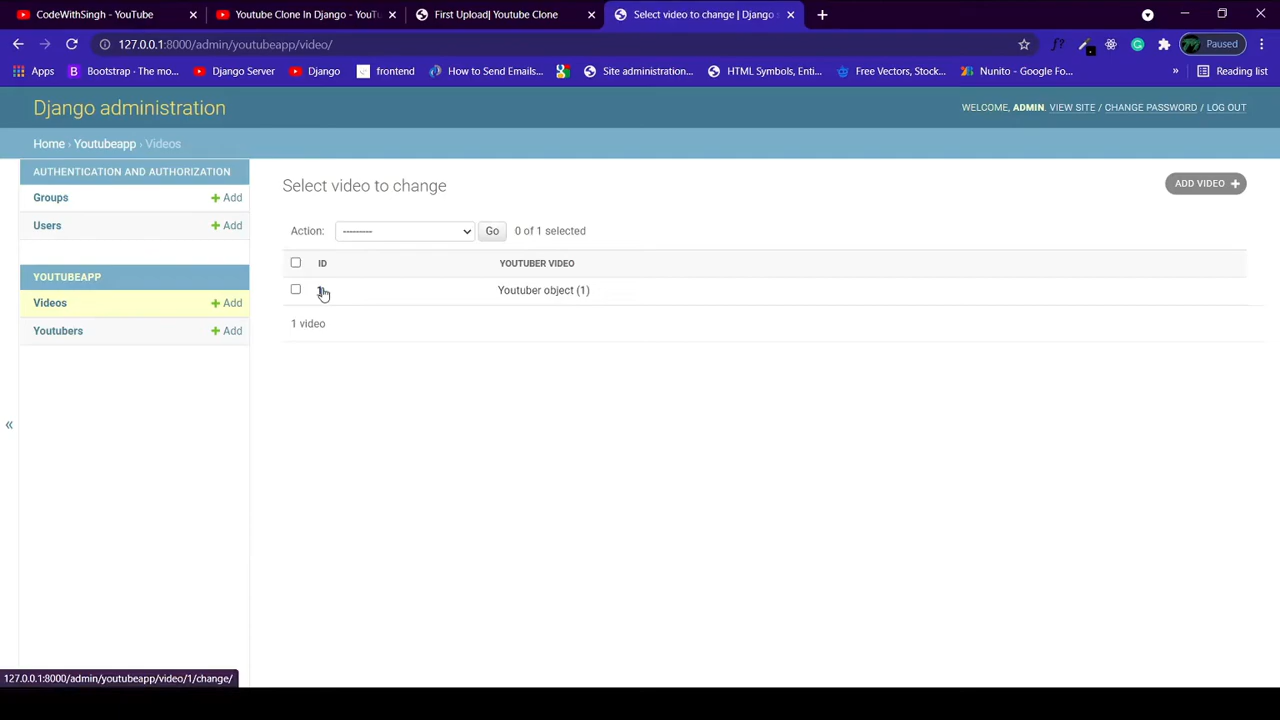 CodeWithSingh - YouTube
Youtube Clone In Django - YouTu
First Upload| Youtube Clone
Select video to change | Django s
127.0.0.1:8000/admin/youtubeapp/video/
Paused
Apps
Bootstrap · The mo...
Django Server
Django
frontend
How to Send Emails...
Site administration...
HTML Symbols, Enti...
Free Vectors, Stock...
Nunito - Google Fo...
»
Reading list
Django administration
WELCOME, ADMIN. VIEW SITE / CHANGE PASSWORD / LOG OUT
Home › Youtubeapp › Videos
AUTHENTICATION AND AUTHORIZATION
Groups + Add
Users + Add
YOUTUBEAPP
Videos + Add
Youtubers + Add
«
Select video to change
ADD VIDEO +
Action: --------- Go 0 of 1 selected
ID YOUTUBER VIDEO
1 Youtuber object (1)
1 video
127.0.0.1:8000/admin/youtubeapp/video/1/change/